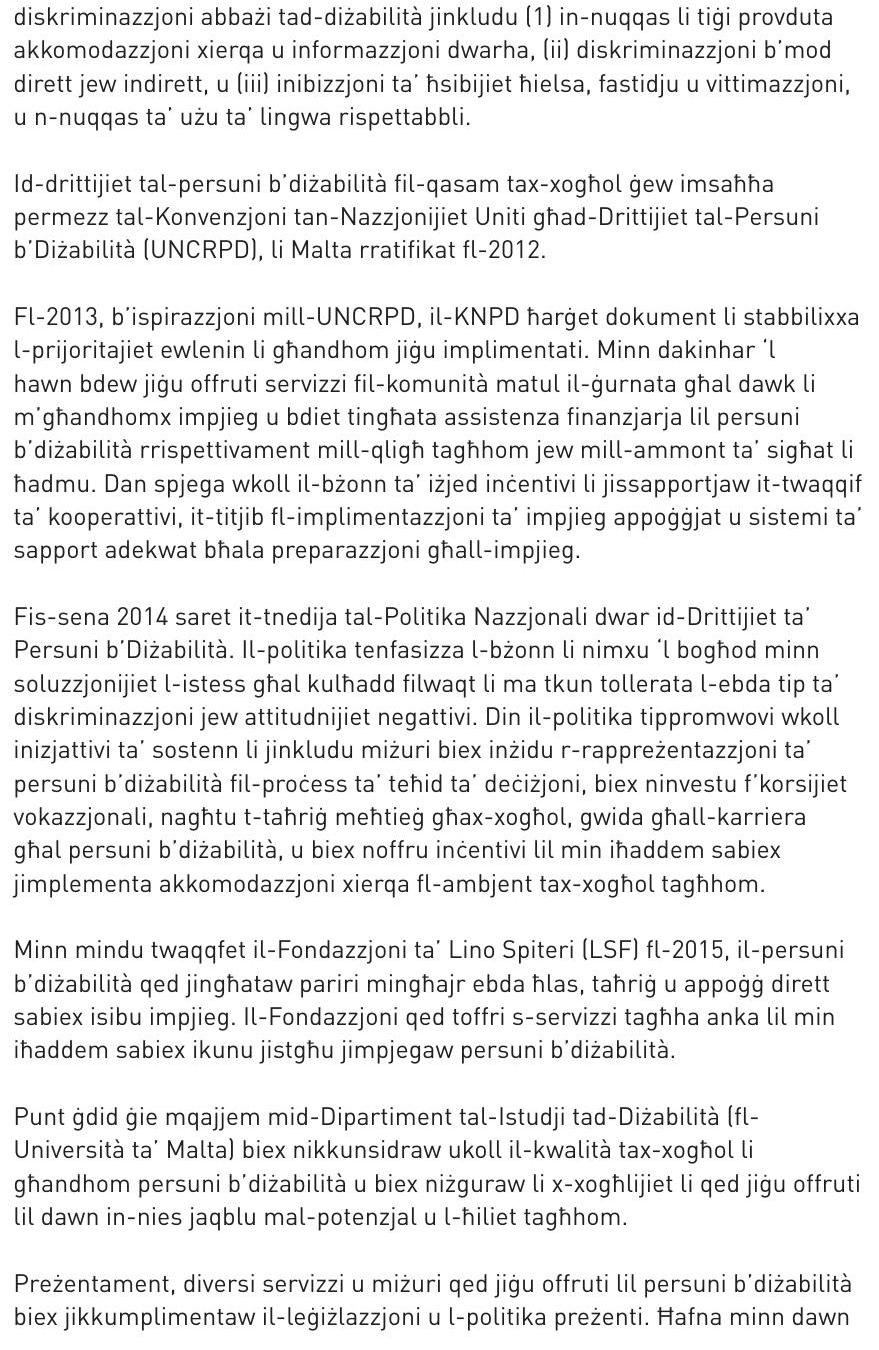 diskriminazzjoni abbażi tad-diżabilità jinkludu (1) in-nuqqas li tiġi provduta
akkomodazzjoni xierqa u informazzjoni dwarha, (ii) diskriminazzjoni b’mod
dirett jew indirett, u (iii) inibizzjoni ta’ ħsibijiet ħielsa, fastidju u vittimazzjoni,
u n-nuqqas ta’ użu ta’ lingwa rispettabbli.
Id-drittijiet tal-persuni b’diżabilità fil-qasam tax-xogħol ġew imsaħħa
permezz tal-Konvenzjoni tan-Nazzjonijiet Uniti għad-Drittijiet tal-Persuni
b’Diżabilità (UNCRPD), li Malta rratifikat fl-2012.
Fl-2013, b’ispirazzjoni mill-UNCRPD, il-KNPD ħarġet dokument li stabbilixxa
l-prijoritajiet ewlenin li għandhom jiġu implimentati. Minn dakinhar ‘l
hawn bdew jiġu offruti servizzi fil-komunità matul il-ġurnata għal dawk li
m’għandhomx impjieg u bdiet tingħata assistenza finanzjarja lil persuni
b’diżabilità rrispettivament mill-qligħ tagħhom jew mill-ammont ta’ sigħat li
ħadmu. Dan spjega wkoll il-bżonn ta’ iżjed inċentivi li jissapportjaw it-twaqqif
ta’ kooperattivi, it-titjib fl-implimentazzjoni ta’ impjieg appoġġjat u sistemi ta’
sapport adekwat bħala preparazzjoni għall-impjieg.
Fis-sena 2014 saret it-tnedija tal-Politika Nazzjonali dwar id-Drittijiet ta’
Persuni b’Diżabilità. Il-politika tenfasizza l-bżonn li nimxu ‘l bogħod minn
soluzzjonijiet l-istess għal kulħadd filwaqt li ma tkun tollerata l-ebda tip ta’
diskriminazzjoni jew attitudnijiet negattivi. Din il-politika tippromwovi wkoll
inizjattivi ta’ sostenn li jinkludu miżuri biex inżidu r-rappreżentazzjoni ta’
persuni b’diżabilità fil-proċess ta’ teħid ta’ deċiżjoni, biex ninvestu f’korsijiet
vokazzjonali, nagħtu t-taħriġ meħtieġ għax-xogħol, gwida għall-karriera
għal persuni b’diżabilità, u biex noffru inċentivi lil min iħaddem sabiex
jimplementa akkomodazzjoni xierqa fl-ambjent tax-xogħol tagħhom.
Minn mindu twaqqfet il-Fondazzjoni ta’ Lino Spiteri (LSF) fl-2015, il-persuni
b’diżabilità qed jingħataw pariri mingħajr ebda ħlas, taħriġ u appoġġ dirett
sabiex isibu impjieg. Il-Fondazzjoni qed toffri s-servizzi tagħha anka lil min
iħaddem sabiex ikunu jistgħu jimpjegaw persuni b’diżabilità.
Punt ġdid ġie mqajjem mid-Dipartiment tal-Istudji tad-Diżabilità (fl-
Università ta’ Malta) biex nikkunsidraw ukoll il-kwalità tax-xogħol li
għandhom persuni b’diżabilità u biex niżguraw li x-xogħlijiet li qed jiġu offruti
lil dawn in-nies jaqblu mal-potenzjal u l-ħiliet tagħhom.
Preżentament, diversi servizzi u miżuri qed jiġu offruti lil persuni b’diżabilità
biex jikkumplimentaw il-leġiżlazzjoni u l-politika preżenti. Ħafna minn dawn